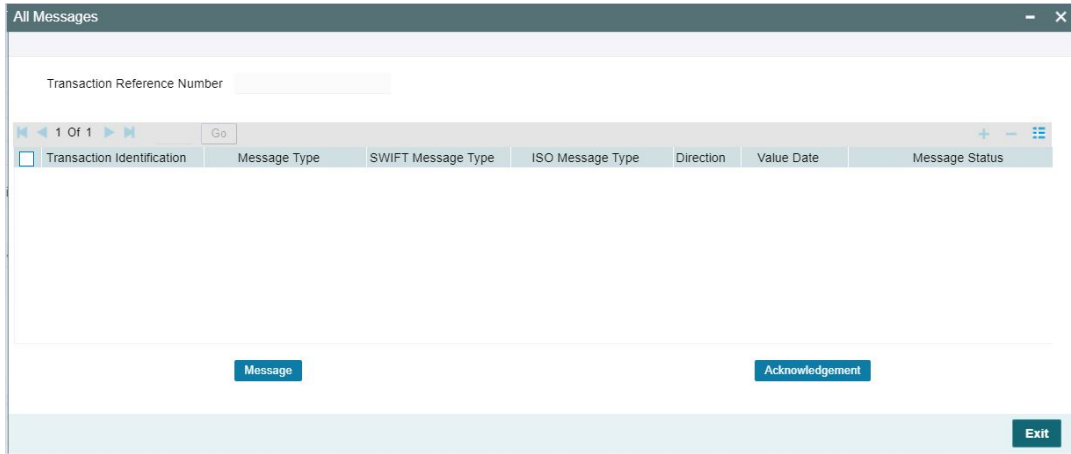 All Messages
Transaction Reference Number
1 Of 1 Go
Transaction Identification Message Type SWIFT Message Type ISO Message Type Direction Value Date Message Status
Message Acknowledgement
Exit